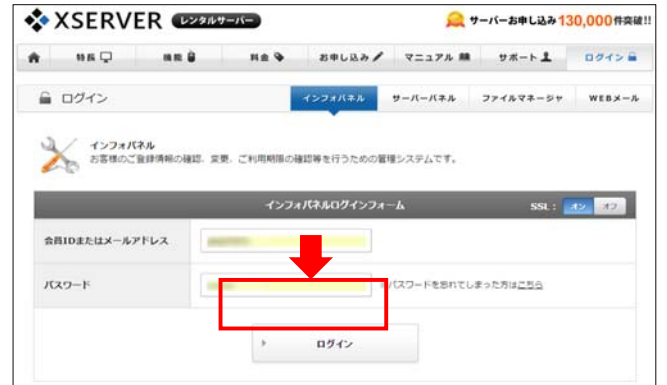 XSERVER レンタルサーバー
サーバーお申し込み130,000件突破!!
特長 機能 料金 お申し込み マニュアル サポート ログイン
ログイン インフォパネル サーバーパネル ファイルマネージャ WEBメール
インフォパネル
お客様のご登録情報の確認、変更、ご利用期限の確認等を行うための管理システムです。
インフォパネルログインフォーム SSL： オン オフ
会員IDまたはメールアドレス
パスワード パスワードを忘れてしまった方はこちら
ログイン